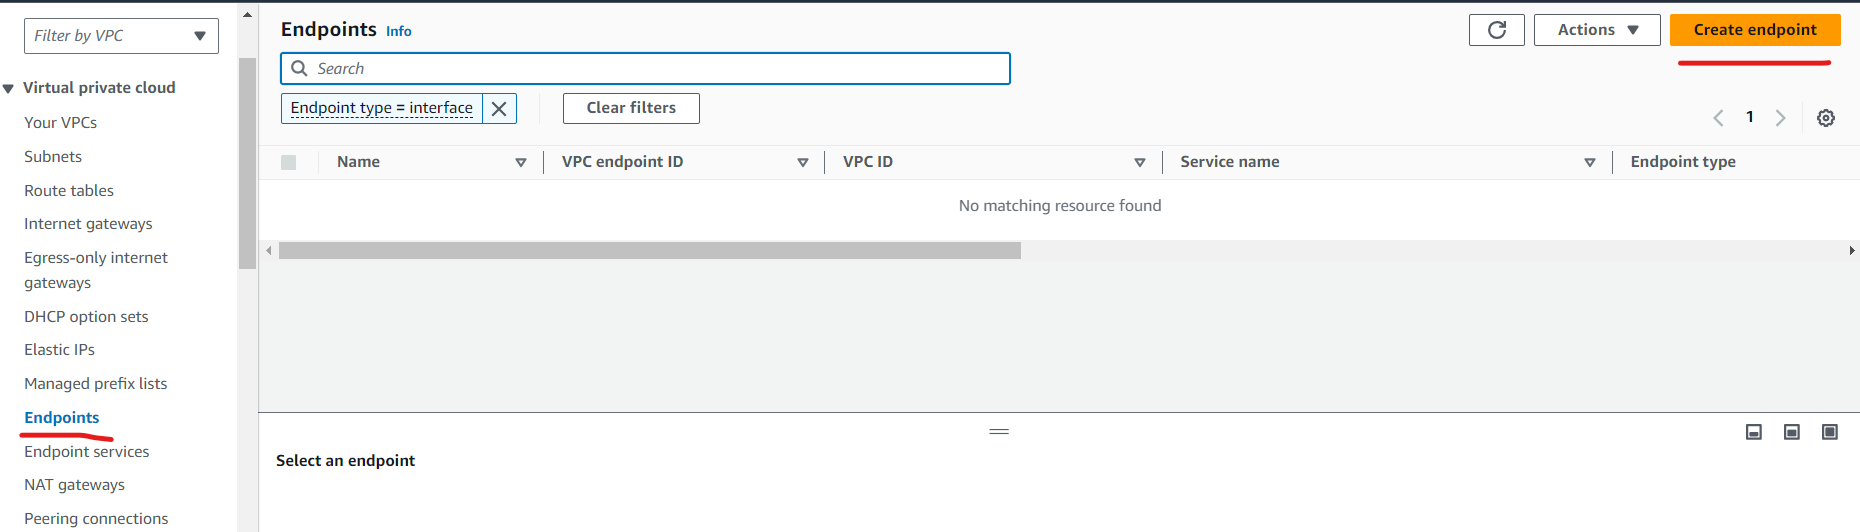 Filter by VPC
Virtual private cloud
Your VPCs
Subnets
Route tables
Internet gateways
Egress-only internet
gateways
DHCP option sets
Elastic IPs
Managed prefix lists
Endpoints
Endpoint services
NAT gateways
Peering connections
Endpoints Info
Actions
Create endpoint
Search
Endpoint type = interface
Clear filters
1
Name VPC endpoint ID VPC ID Service name Endpoint type
No matching resource found
Select an endpoint